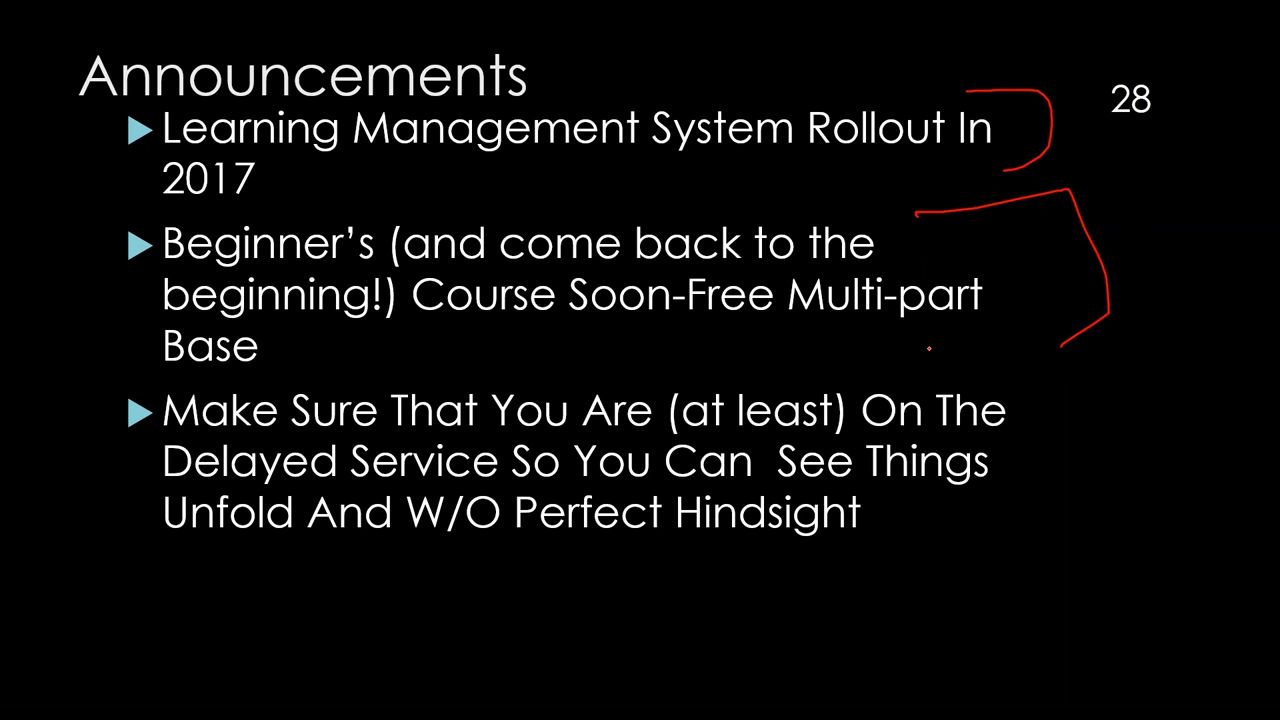 Announcements
28
Learning Management System Rollout In
2017
Beginner’s (and come back to the
beginning!) Course Soon-Free Multi-part
Base
Make Sure That You Are (at least) On The
Delayed Service So You Can  See Things
Unfold And W/O Perfect Hindsight